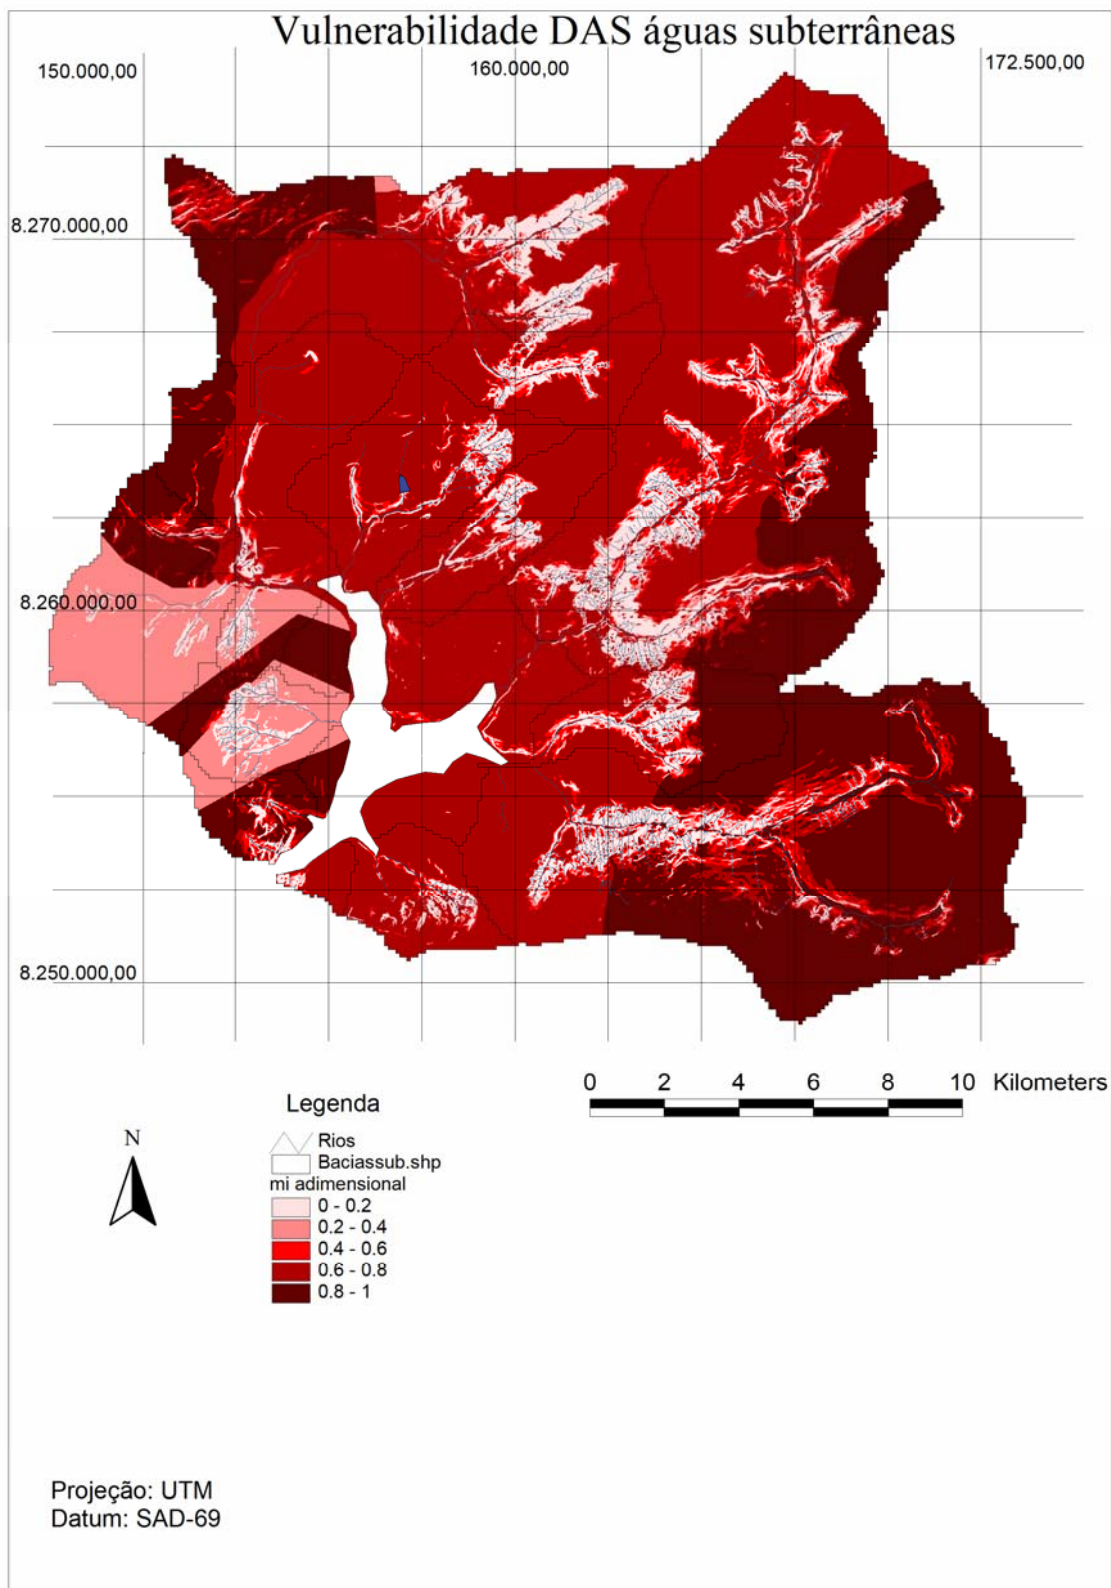 Vulnerabilidade DAS águas subterrâneas
150.000,00 160.000,00 172.500,00
8.270.000,00
8.260.000,00
8.250.000,00
0 2 4 6 8 10 Kilometers
Legenda
N
Rios
Baciassub.shp
mi adimensional
0 - 0.2
0.2 - 0.4
0.4 - 0.6
0.6 - 0.8
0.8 - 1
Projeção: UTM
Datum: SAD-69